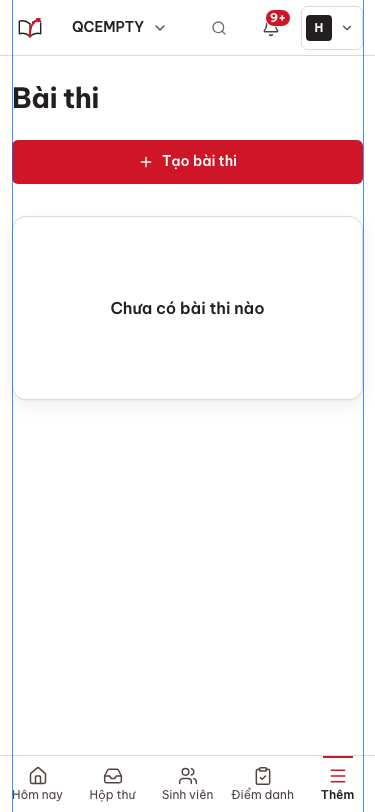 QCEMPTY
9+
H
Bài thi
Tạo bài thi
Chưa có bài thi nào
Hôm nay
Hộp thư
Sinh viên
Điểm danh
Thêm